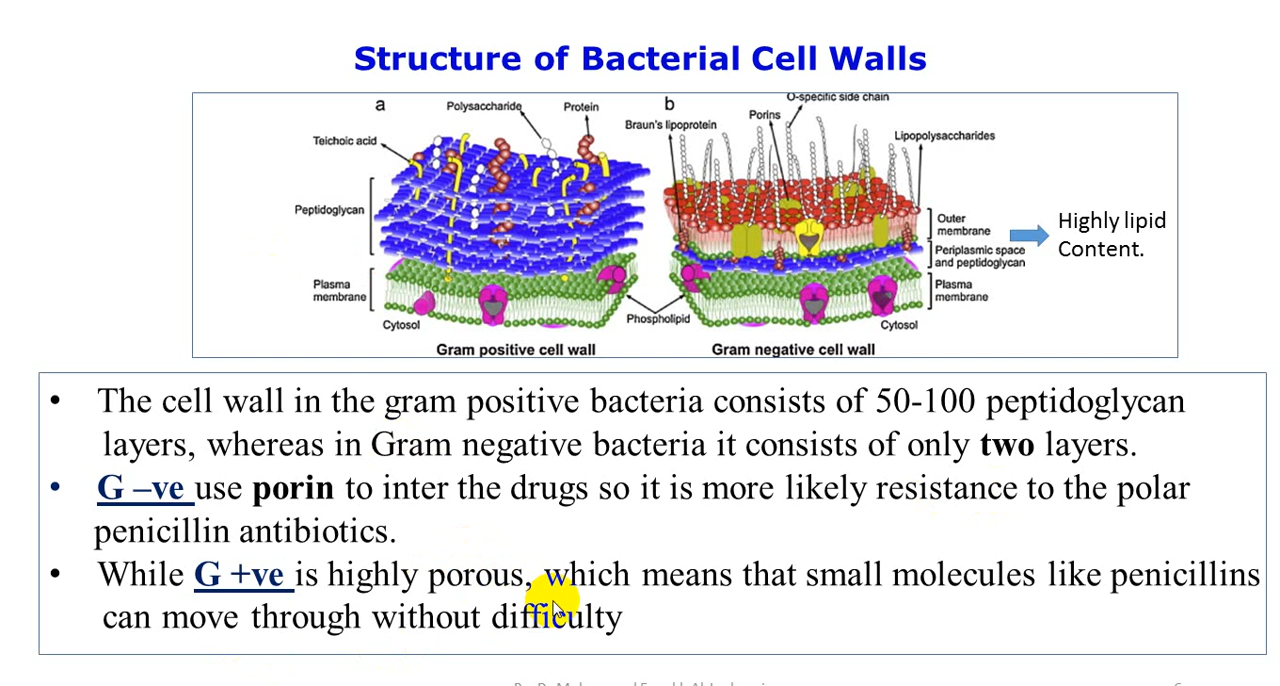 Structure of Bacterial Cell Walls
a
Polysaccharide
Protein
Teichoic acid
Peptidoglycan
Plasma
membrane
Cytosol
Phospholipid
Gram positive cell wall
b
O-specific side chain
Porins
Braun's lipoprotein
Lipopolysaccharides
Outer
membrane
Periplasmic space
and peptidoglycan
Plasma
membrane
Cytosol
Gram negative cell wall
Highly lipid
Content.
• The cell wall in the gram positive bacteria consists of 50-100 peptidoglycan
layers, whereas in Gram negative bacteria it consists of only two layers.
• G –ve use porin to inter the drugs so it is more likely resistance to the polar
penicillin antibiotics.
• While G +ve is highly porous, which means that small molecules like penicillins
can move through without difficulty